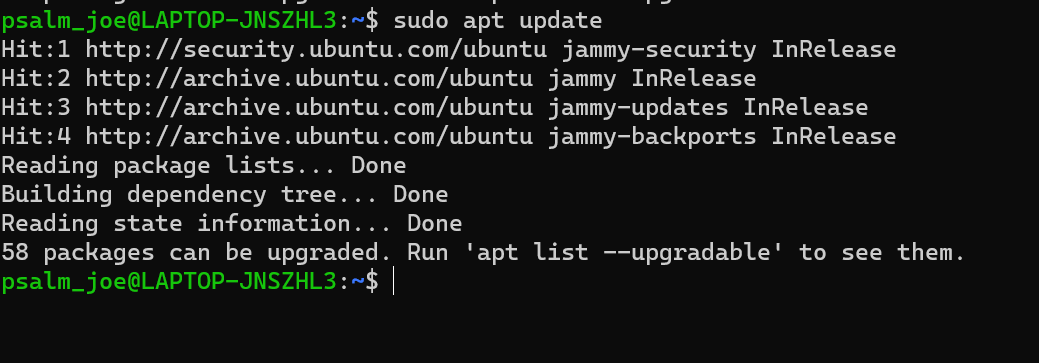 psalm_joe@LAPTOP-JNSZHL3:~$ sudo apt update
Hit:1 http://security.ubuntu.com/ubuntu jammy-security InRelease
Hit:2 http://archive.ubuntu.com/ubuntu jammy InRelease
Hit:3 http://archive.ubuntu.com/ubuntu jammy-updates InRelease
Hit:4 http://archive.ubuntu.com/ubuntu jammy-backports InRelease
Reading package lists... Done
Building dependency tree... Done
Reading state information... Done
58 packages can be upgraded. Run 'apt list --upgradable' to see them.
psalm_joe@LAPTOP-JNSZHL3:~$